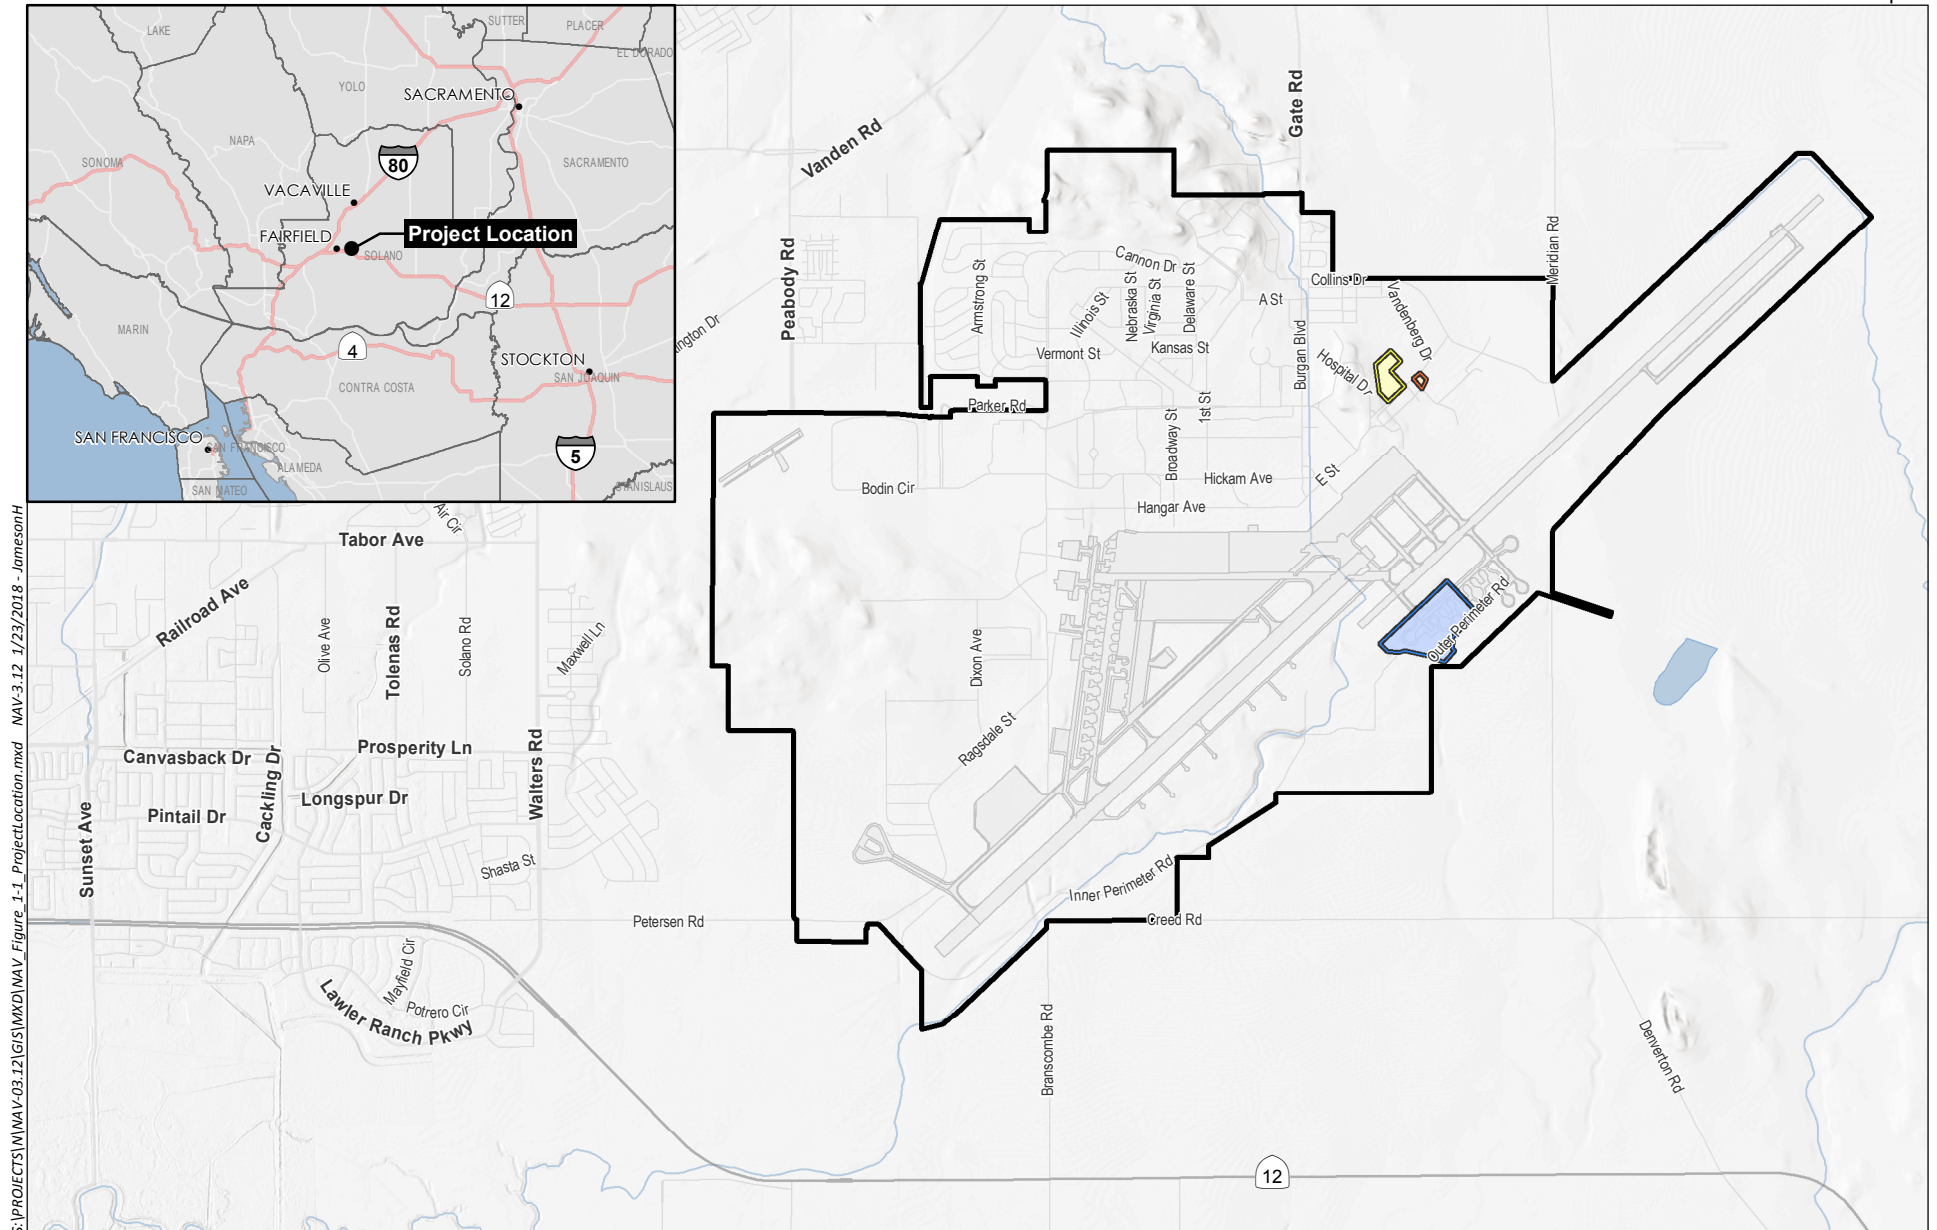 LAKE
SUTTER
PLACER
EL DORADO
YOLO
SACRAMENTO
NAPA
80
SONOMA
SACRAMENTO
VACAVILLE
FAIRFIELD
Project Location
SOLANO
12
MARIN
4
STOCKTON
SAN JOAQUIN
CONTRA COSTA
SAN FRANCISCO
SAN FRANCISCO
5
ALAMEDA
SAN MATEO
STANISLAUS
Gate Rd
Vanden Rd
Peabody Rd
Meridian Rd
Cannon Dr
Armstrong St
Illinois St
Nebraska St
Virginia St
Delaware St
A St
Collins Dr
Vandenberg Dr
Burgan Blvd
Hospital Dr
ington Dr
Vermont St
Kansas St
Parker Rd
1st St
Broadway St
Bodin Cir
Hickam Ave
E St
Hangar Ave
Air Cir
Tabor Ave
Railroad Ave
Olive Ave
Tolenas Rd
Solano Rd
Maxwell Ln
Dixon Ave
Outer Perimeter Rd
Ragsdale St
Canvasback Dr
Cackling Dr
Prosperity Ln
Walters Rd
Longspur Dr
Pintail Dr
Sunset Ave
Shasta St
Inner Perimeter Rd
Petersen Rd
Creed Rd
Mayfield Cir
Potrero Cir
Lawler Ranch Pkwy
Branscombe Rd
Denverton Rd
12
S:\PROJECTS\N\NAV-03.12\GIS\MXD\NAV_Figure_1-1_ProjectLocation.mxd NAV-3.12 1/23/2018 - JamesonH